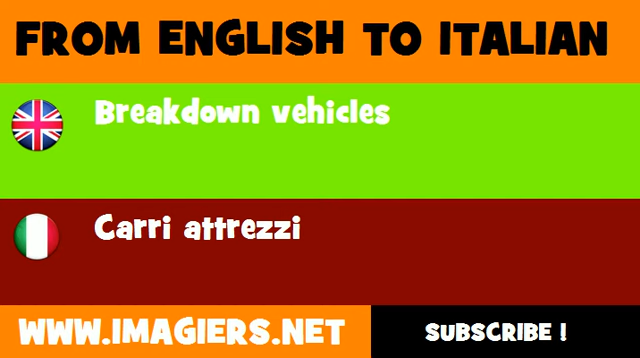 FROM ENGLISH TO ITALIAN
Breakdown vehicles
Carri attrezzi
WWW.IMAGIERS.NET
SUBSCRIBE !